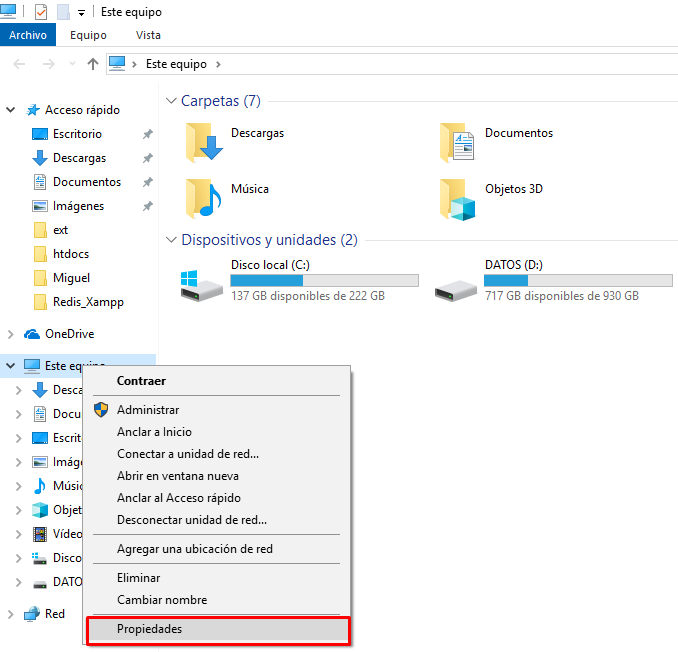 Este equipo
Archivo Equipo Vista
Este equipo
Acceso rápido
Escritorio
Descargas
Documentos
Imágenes
ext
htdocs
Miguel
Redis_Xampp
OneDrive
Este equipo
Desca
Docu
Escrit
Imág
Músic
Objet
Vídeo
Disco
DATO
Red
Carpetas (7)
Descargas
Documentos
Música
Objetos 3D
Dispositivos y unidades (2)
Disco local (C:)
137 GB disponibles de 222 GB
DATOS (D:)
717 GB disponibles de 930 GB
Contraer
Administrar
Anclar a Inicio
Conectar a unidad de red...
Abrir en ventana nueva
Anclar al Acceso rápido
Desconectar unidad de red...
Agregar una ubicación de red
Eliminar
Cambiar nombre
Propiedades